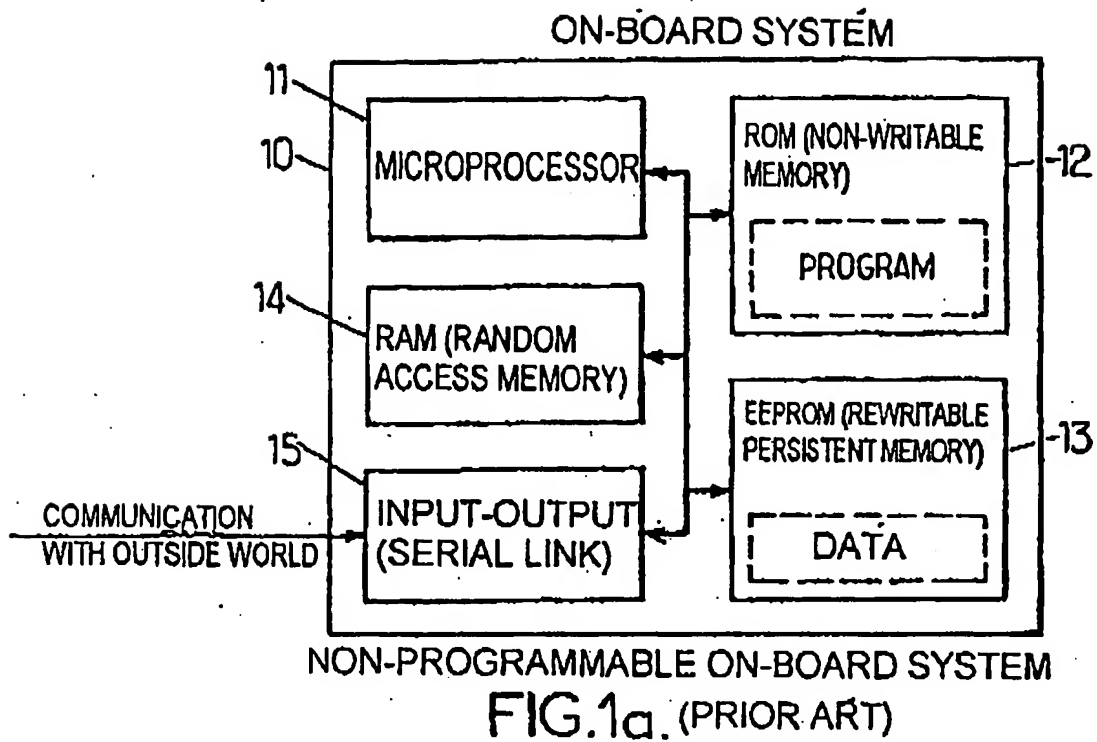 ON-BOARD SYSTEM
11
10
MICROPROCESSOR
ROM (NON-WRITABLE
MEMORY)
12
PROGRAM
14
RAM (RANDOM
ACCESS MEMORY)
EEPROM (REWRITABLE
PERSISTENT MEMORY)
13
DATA
15
INPUT-OUTPUT
(SERIAL LINK)
COMMUNICATION
WITH OUTSIDE WORLD
NON-PROGRAMMABLE ON-BOARD SYSTEM
FIG.1a. (PRIOR ART)